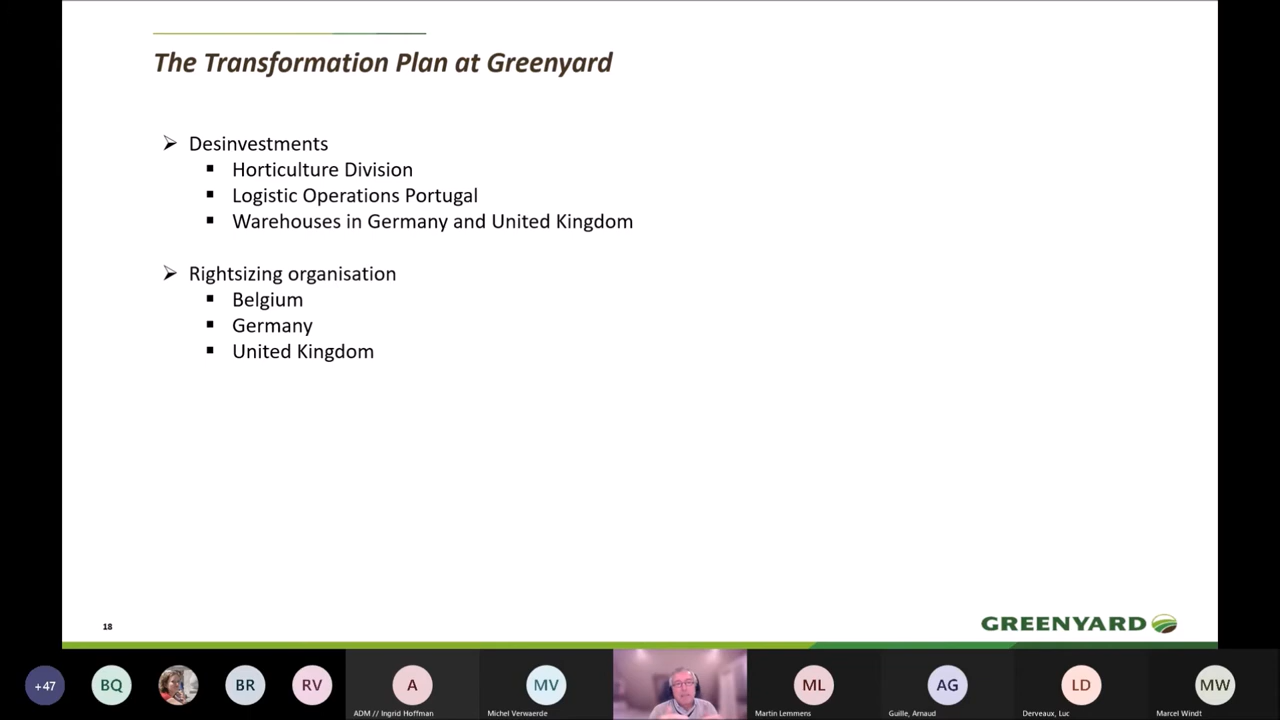 The Transformation Plan at Greenyard
Desinvestments
Horticulture Division
Logistic Operations Portugal
Warehouses in Germany and United Kingdom
Rightsizing organisation
Belgium
Germany
United Kingdom
18
GREENYARD
+47
BQ
BR
RV
A
MV
ML
AG
LD
MW
ADM // Ingrid Hoffman
Michel Verwaerde
Martin Lemmens
Guille, Arnaud
Derveaux, Luc
Marcel Windt